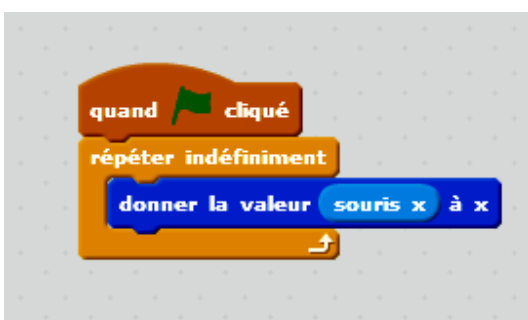 quand cliqué
répéter indéfiniment
donner la valeur souris x à x